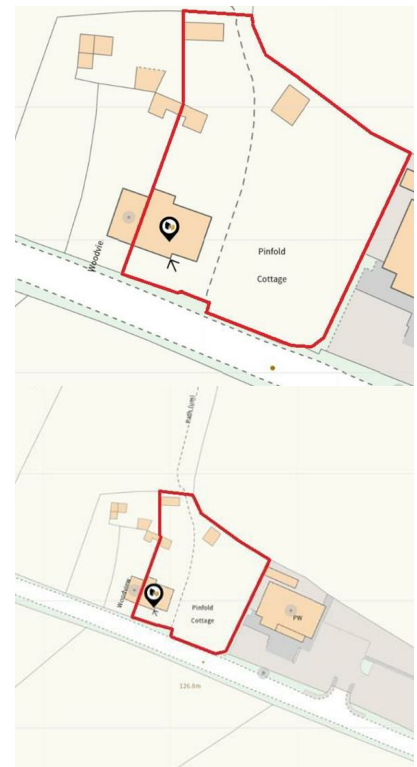 Woodvie
Pinfold
Cottage
Path (um)
Woodview
Pinfold
Cottage
PW
126.8m